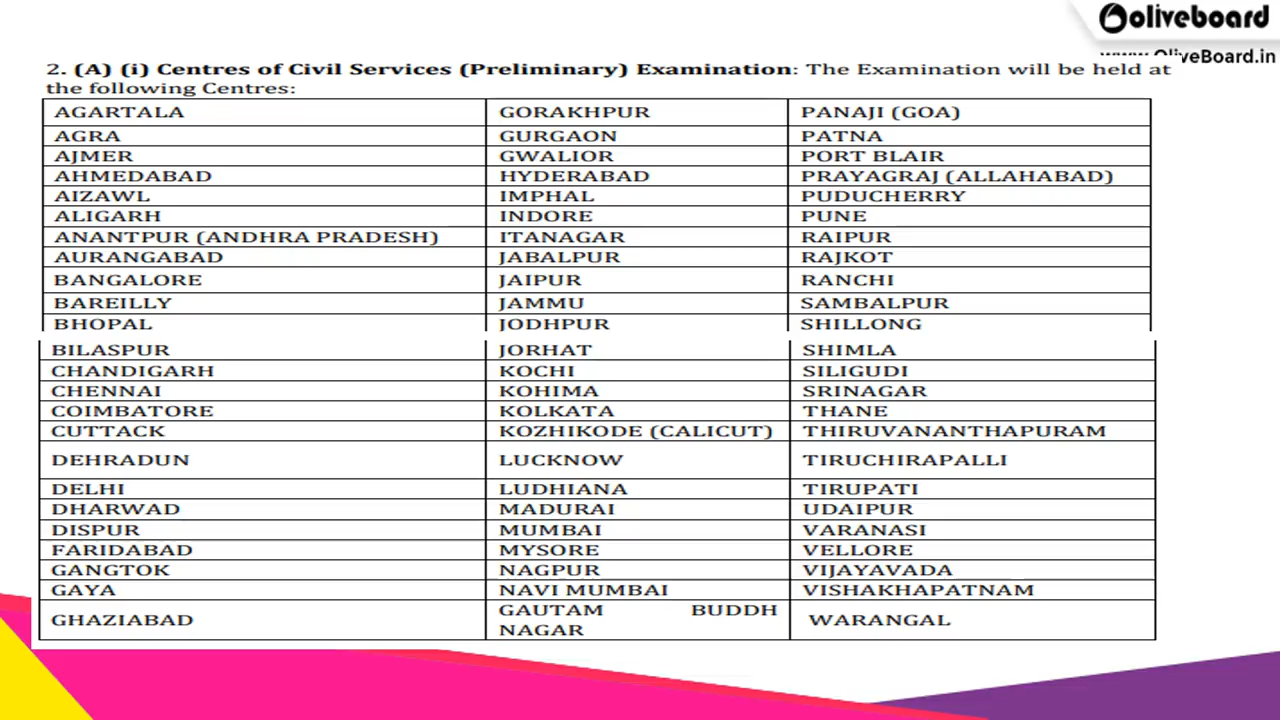 oliveboard
www.OliveBoard.in
2. (A) (i) Centres of Civil Services (Preliminary) Examination: The Examination will be held at
the following Centres:
AGARTALA GORAKHPUR PANAJI (GOA)
AGRA GURGAON PATNA
AJMER GWALIOR PORT BLAIR
AHMEDABAD HYDERABAD PRAYAGRAJ (ALLAHABAD)
AIZAWL IMPHAL PUDUCHERRY
ALIGARH INDORE PUNE
ANANTPUR (ANDHRA PRADESH) ITANAGAR RAIPUR
AURANGABAD JABALPUR RAJKOT
BANGALORE JAIPUR RANCHI
BAREILLY JAMMU SAMBALPUR
BHOPAL JODHPUR SHILLONG
BILASPUR JORHAT SHIMLA
CHANDIGARH KOCHI SILIGUDI
CHENNAI KOHIMA SRINAGAR
COIMBATORE KOLKATA THANE
CUTTACK KOZHIKODE (CALICUT) THIRUVANANTHAPURAM
DEHRADUN LUCKNOW TIRUCHIRAPALLI
DELHI LUDHIANA TIRUPATI
DHARWAD MADURAI UDAIPUR
DISPUR MUMBAI VARANASI
FARIDABAD MYSORE VELLORE
GANGTOK NAGPUR VIJAYAVADA
GAYA NAVI MUMBAI VISHAKHAPATNAM
GHAZIABAD GAUTAM BUDDH WARANGAL
NAGAR